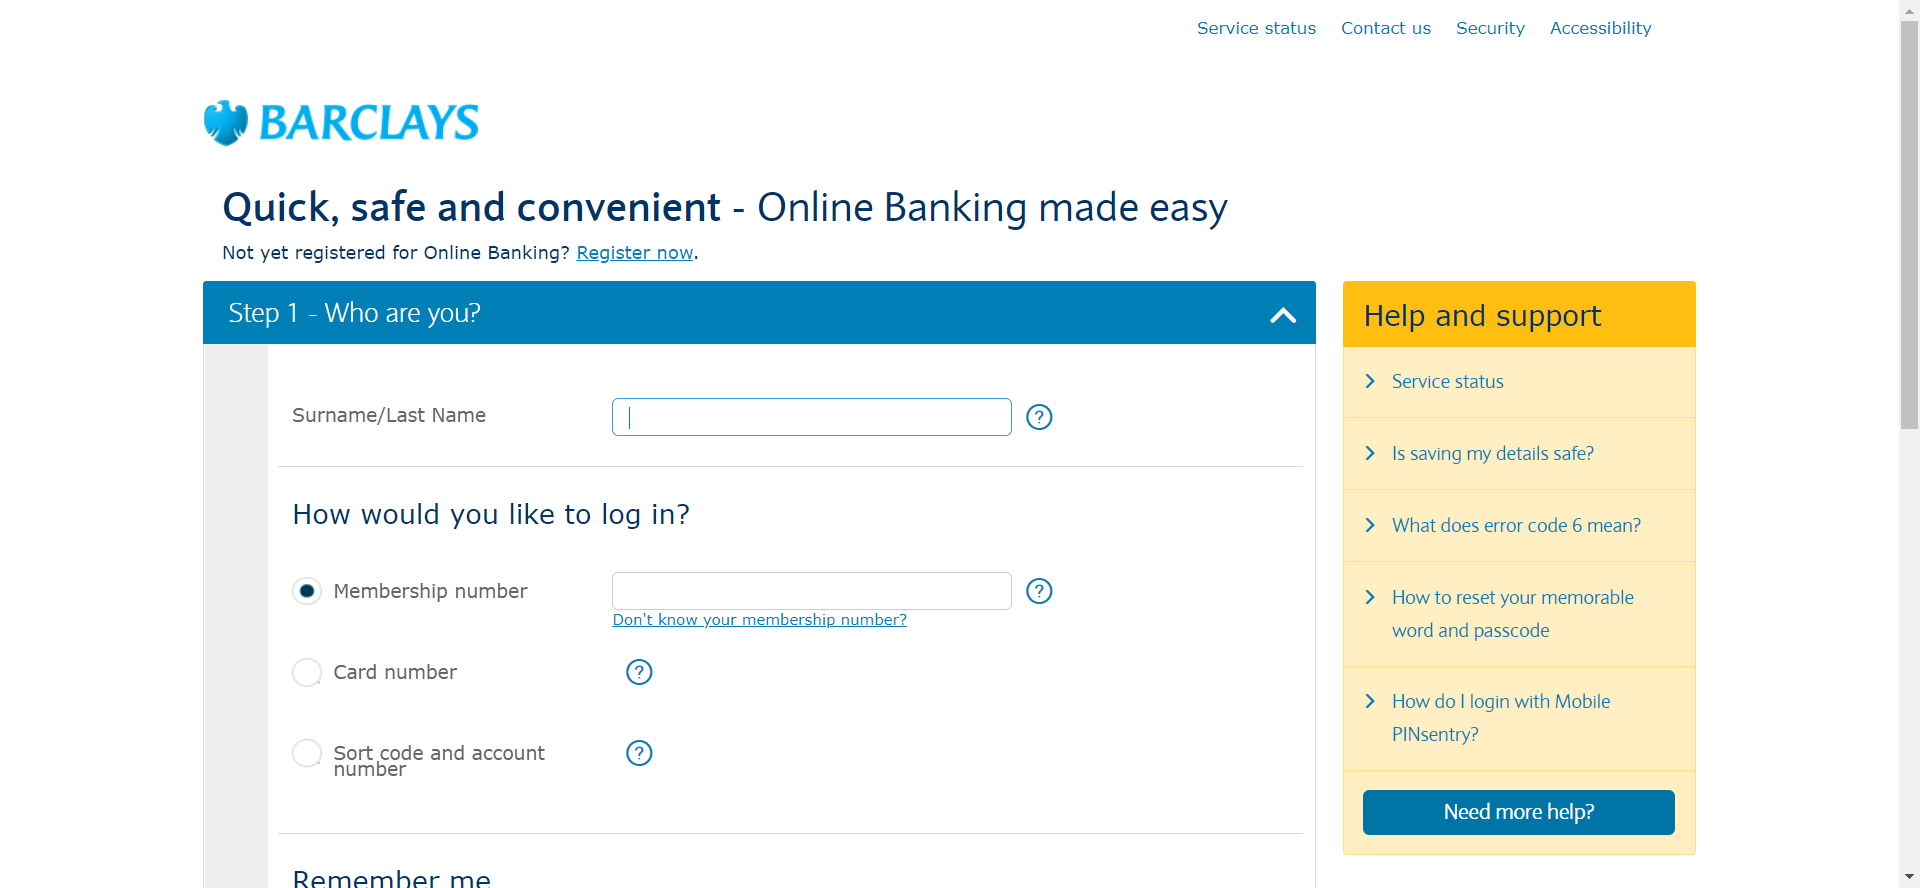 Service status Contact us Security Accessibility
BARCLAYS
Quick, safe and convenient - Online Banking made easy
Not yet registered for Online Banking? Register now.
Step 1 - Who are you?
Surname/Last Name
?
How would you like to log in?
Membership number
?
Don't know your membership number?
Card number
?
Sort code and account
number
?
Remember me
Help and support
Service status
Is saving my details safe?
What does error code 6 mean?
How to reset your memorable
word and passcode
How do I login with Mobile
PINsentry?
Need more help?